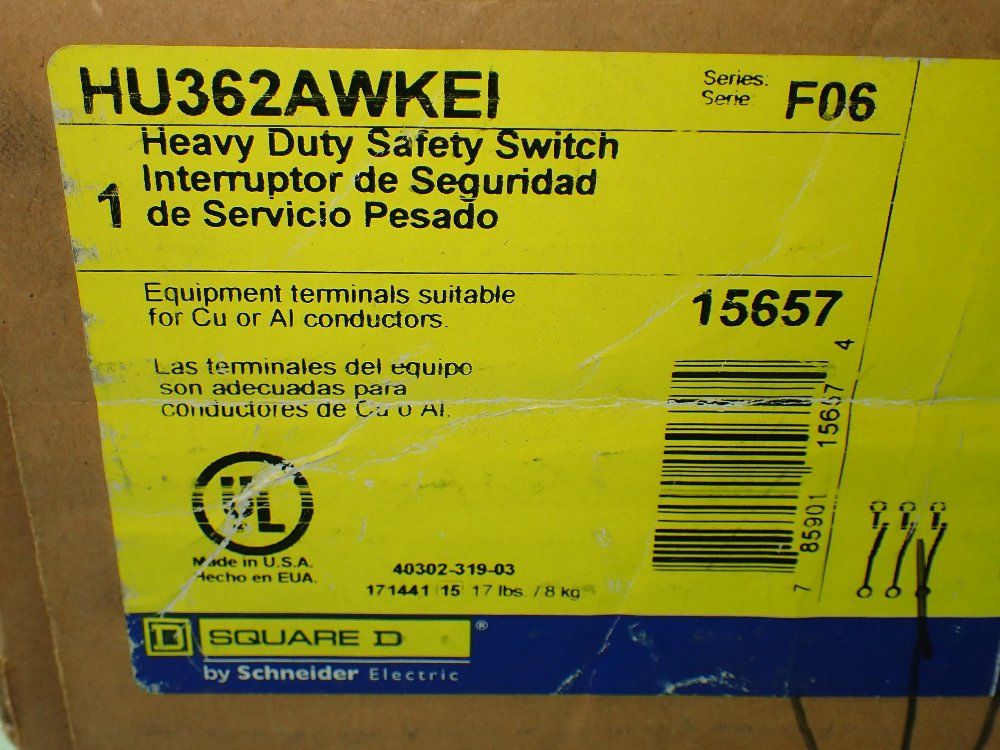 HU362AWKEI
Series:
Serie
F06
1
Heavy Duty Safety Switch
Interruptor de Seguridad
de Servicio Pesado
Equipment terminals suitable
for Cu or Al conductors.
15657
Las terminales del equipo
son adecuadas para
conductores de Cu o Al.
7 85901 15657 4
UL
Made in U.S.A.
Hecho en EUA.
40302-319-03
171441 15 17 lbs. / 8 kg
D SQUARE D ®
by Schneider Electric